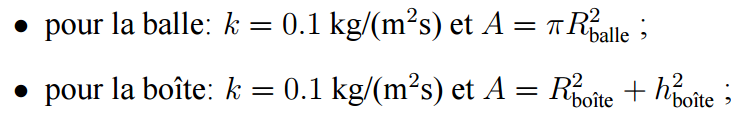 • pour la balle: k = 0.1 kg/(m²s) et A = πR²balle ;
• pour la boîte: k = 0.1 kg/(m²s) et A = R²boîte + h²boîte ;